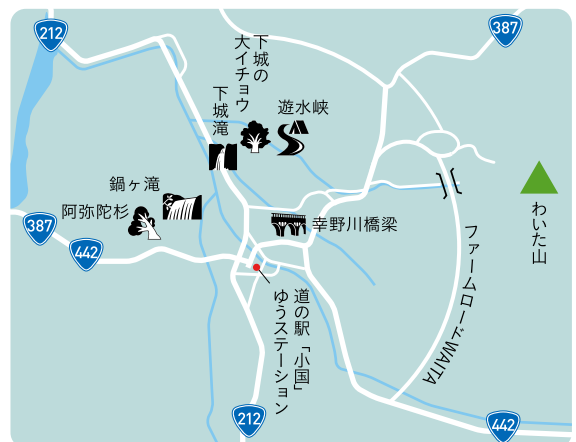 212
387
下城の
大イチョウ
下城滝
遊水峡
鍋ヶ滝
阿弥陀杉
幸野川橋梁
わいた山
387
442
ファームロードWAITA
道の駅「小国」
ゆうステーション
212
442